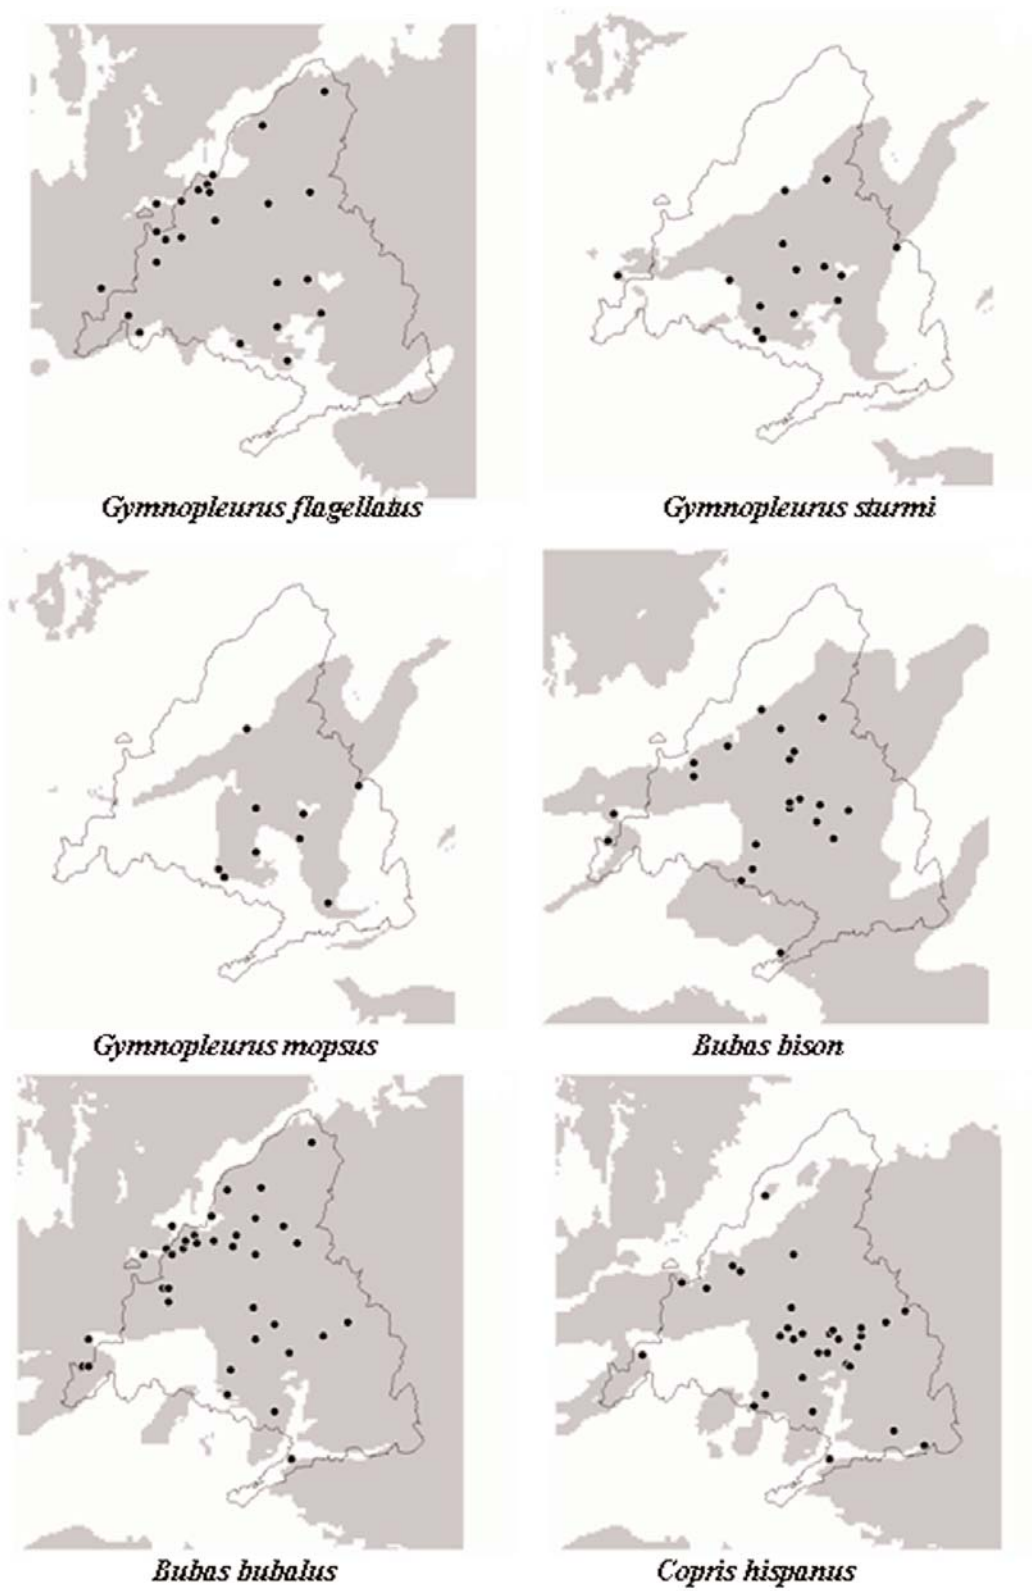 Gymnopleurus flagellatus
Gymnopleurus sturmi
Gymnopleurus mopsus
Bubas bison
Bubas bubalus
Copris hispanus